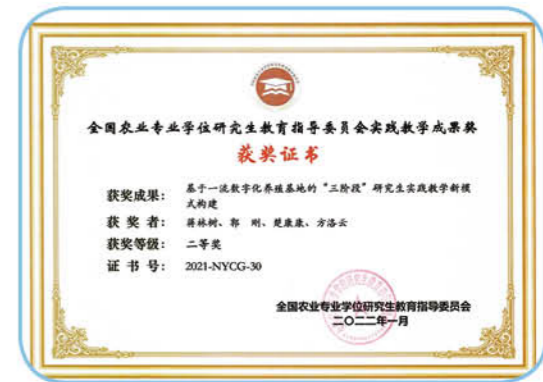 全国农业专业学位研究生教育指导委员会实践教学成果奖
获奖证书
获奖成果： 基于一流数字化养殖基地的“三阶段”研究生实践教学新模
式构建
获 奖 者： 蒋林树、郭 刚、楚康康、方洛云
获奖等级： 二等奖
证 书 号： 2021-NYCG-30
全国农业专业学位研究生教育指导委员会
二〇二二年一月